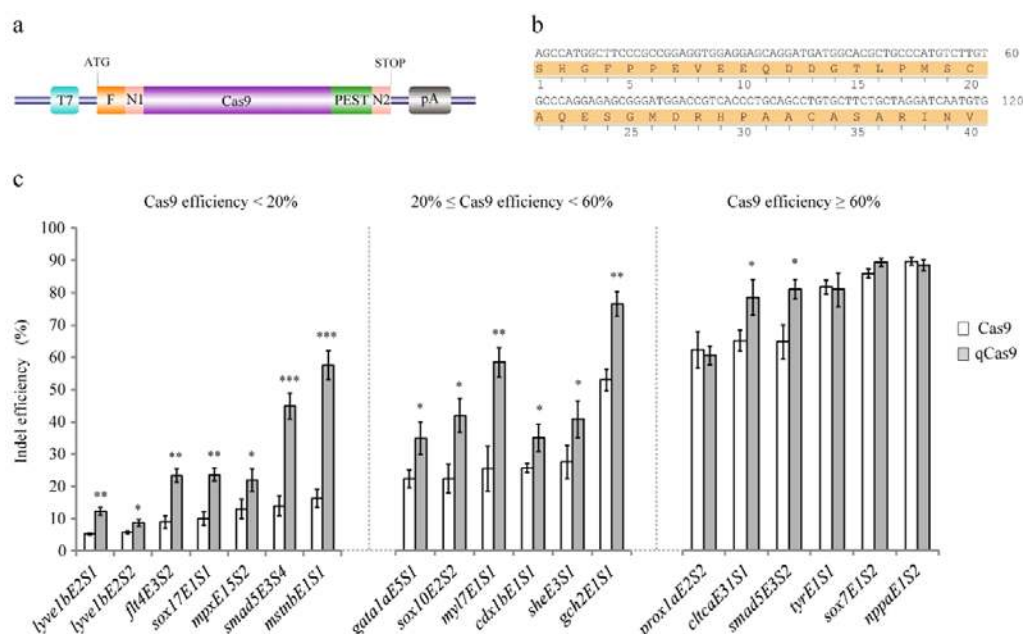 a
ATG
STOP
T7 F N1 Cas9 PEST N2 pA
b
AGCCATGGCTTCCCGCCGGAGGTGGAGGAGCAGGATGATGGCACGCTGCCCATGTCTTGT 60
S H G F P P E V E E Q D D G T L P M S C
1 5 10 15 20
GCCCAGGAGAGCGGGATGGACCGTCACCCTGCAGCCTGTGCTTCTGCTAGGATCAATGTG 120
A Q E S G M D R H P A A C A S A R I N V
25 30 35 40
c
Cas9 efficiency < 20% 20% ≤ Cas9 efficiency < 60% Cas9 efficiency ≥ 60%
Indel efficiency (%)
100
90
80
70
60
50
40
30
20
10
0
** * ** ** * *** *** * * ** * * ** * *
Cas9
qCas9
lyve1bE2S1 lyve1bE2S2 flt4E3S2 sox17E1S1 mpxE15S2 smad5E3S4 mstnbE1S1 gata1aE5S1 sox10E2S2 myl7E1S1 cdx1bE1S1 sheE3S1 gch2E1S1 prox1aE2S2 cltcaE31S1 smad5E3S2 tyrE1S1 sox7E1S2 nppaE1S2